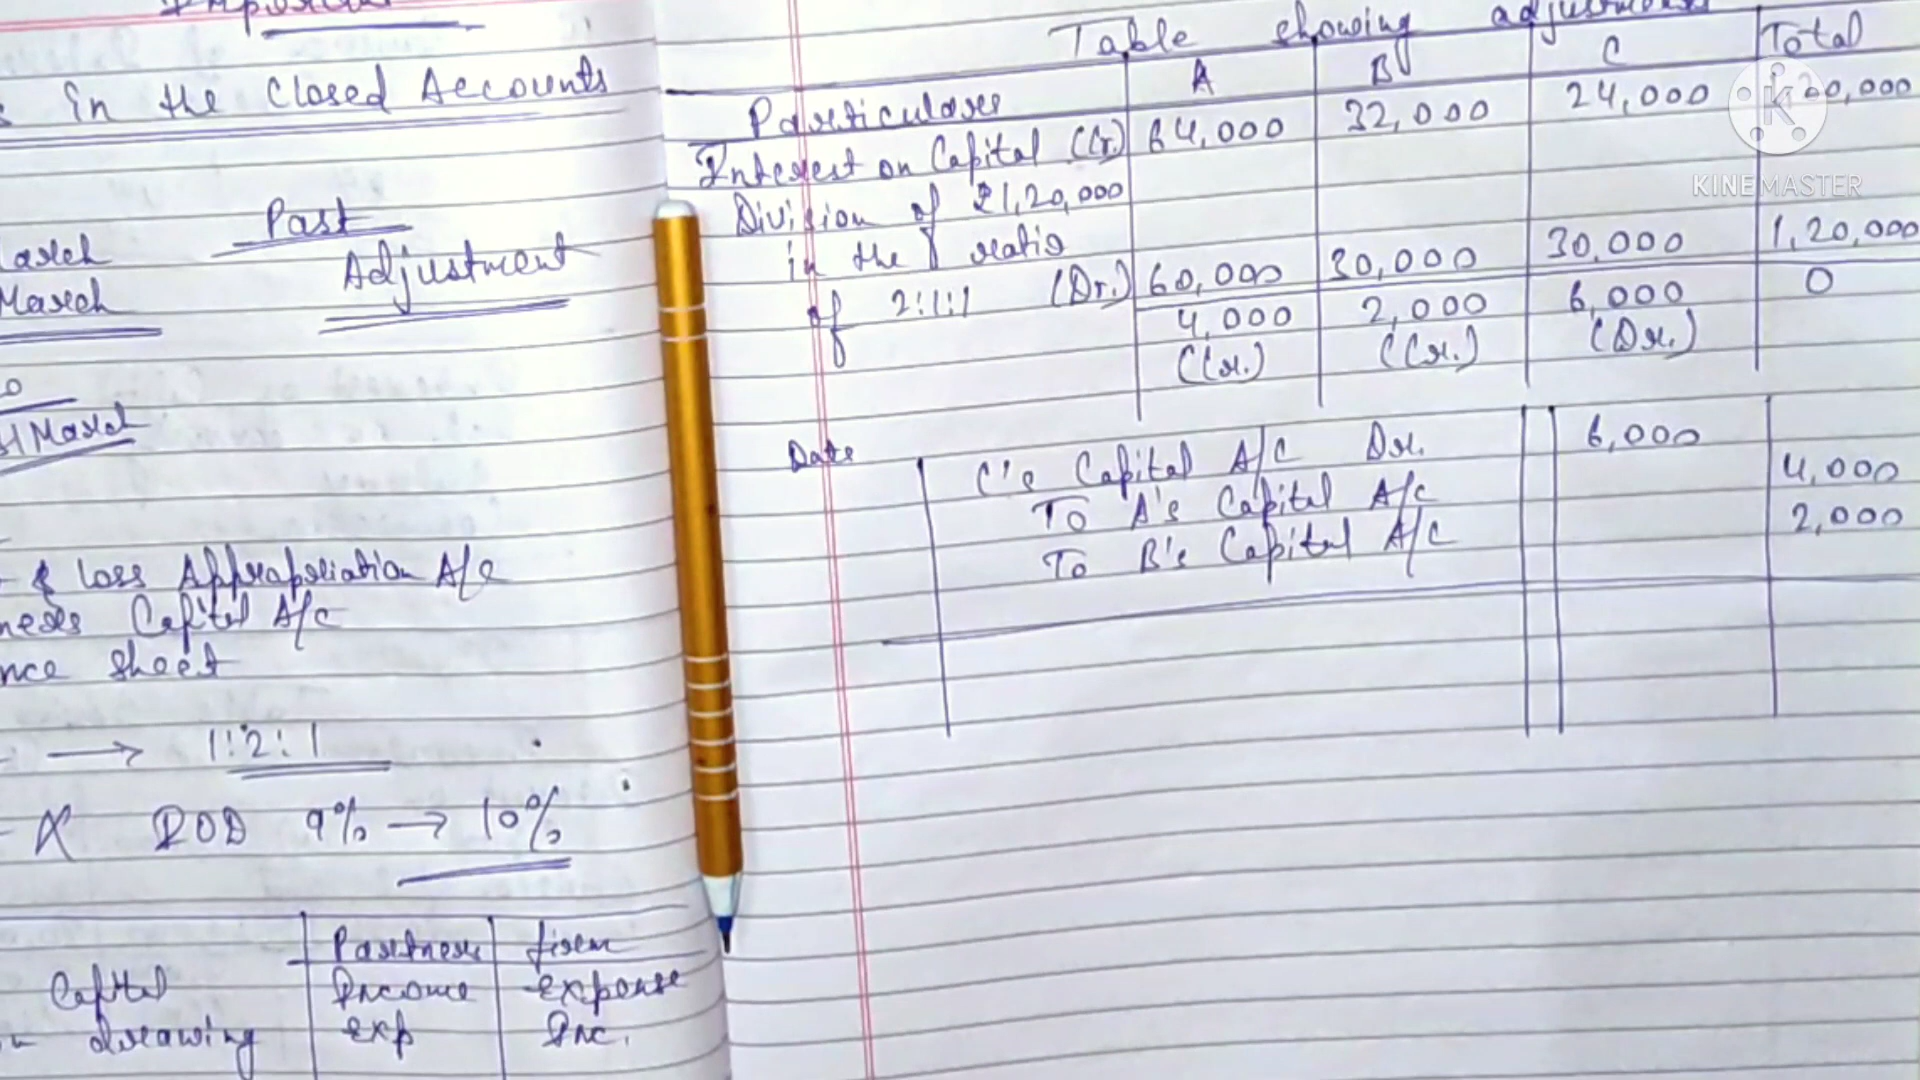 in the Closed Accounts
Past
Adjustment
March
& loss Appropriation A/c
Capital A/c
sheet
→ 1:2:1
X IOD 9% → 10%
Partners firm
Capital Income expense
drawing exp Inc.
Table showing
Particulars A B C Total
Interest on Capital (Cr.) 64,000 32,000 24,000
Division of ₹1,20,000
in the ratio
of 2:1:1 (Dr.) 60,000 30,000 30,000 1,20,000
4,000 2,000 6,000 0
(Cr.) (Cr.) (Dr.)
Date C's Capital A/C Dr. 6,000
To A's Capital A/c 4,000
To B's Capital A/C 2,000
KINEMASTER